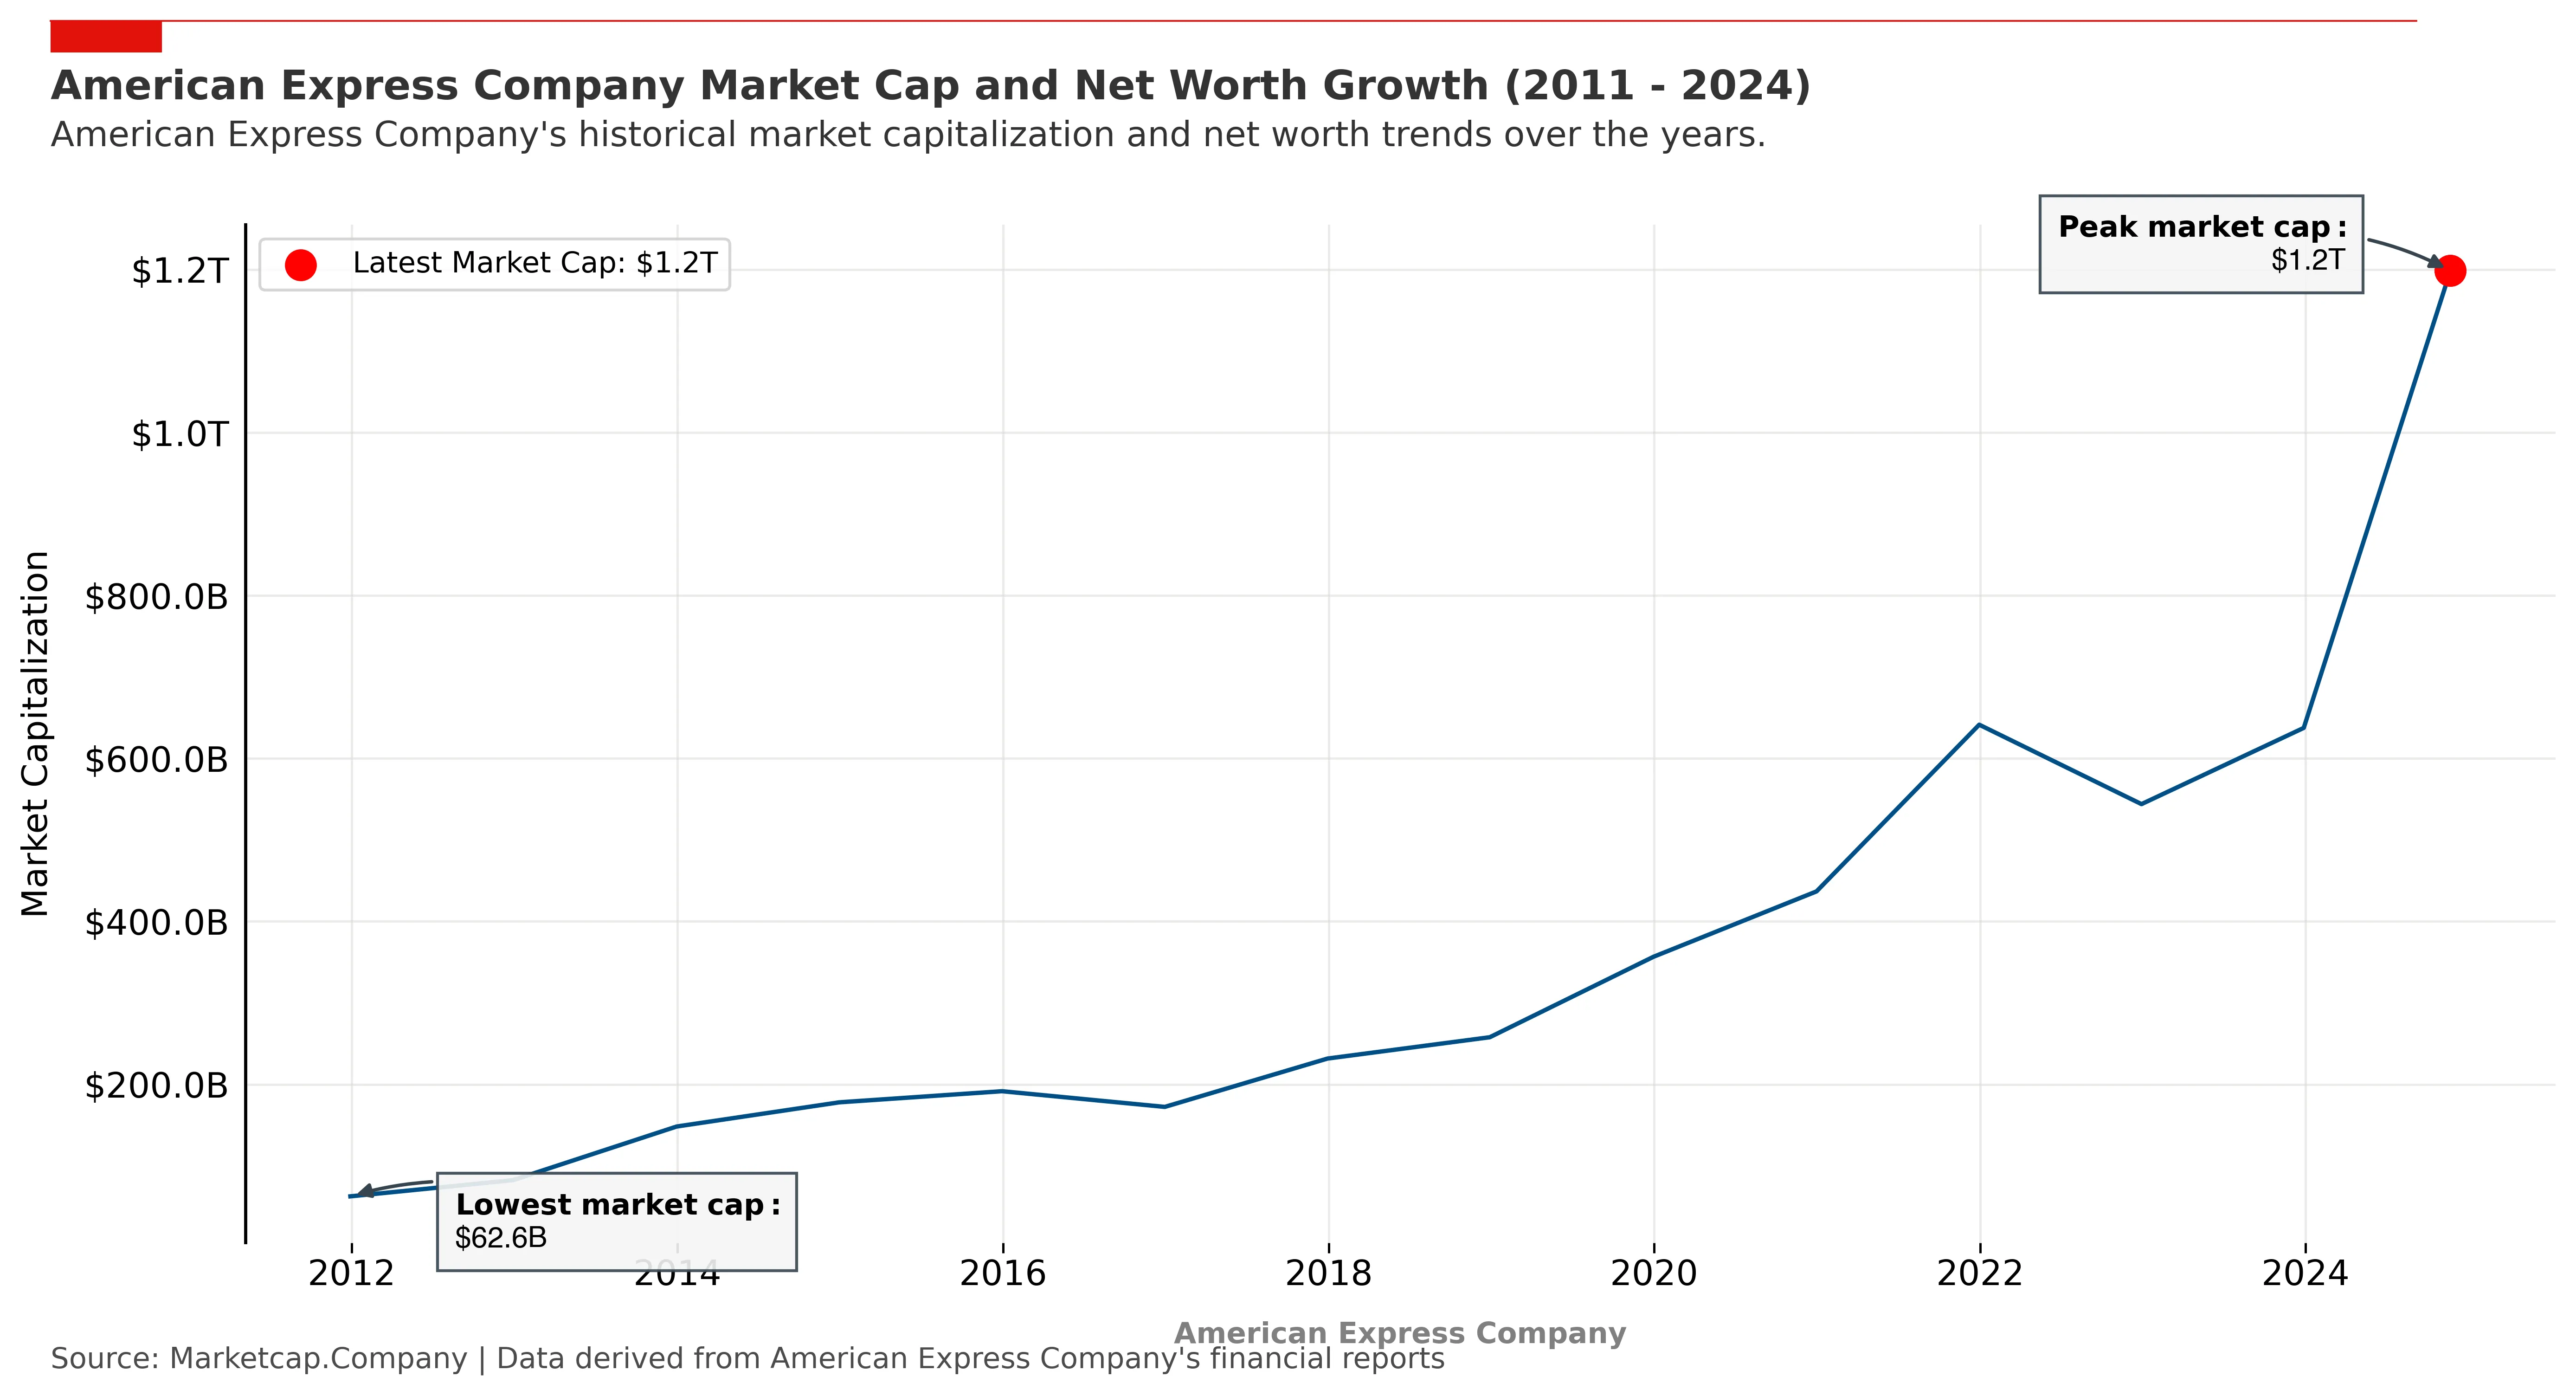 American Express Company Market Cap and Net Worth Growth (2011 - 2024)
American Express Company's historical market capitalization and net worth trends over the years.
Peak market cap:
$1.2T
Latest Market Cap: $1.2T
$1.2T
$1.0T
$800.0B
$600.0B
$400.0B
$200.0B
Market Capitalization
Lowest market cap:
$62.6B
2012
2014
2016
2018
2020
2022
2024
American Express Company
Source: Marketcap.Company | Data derived from American Express Company's financial reports